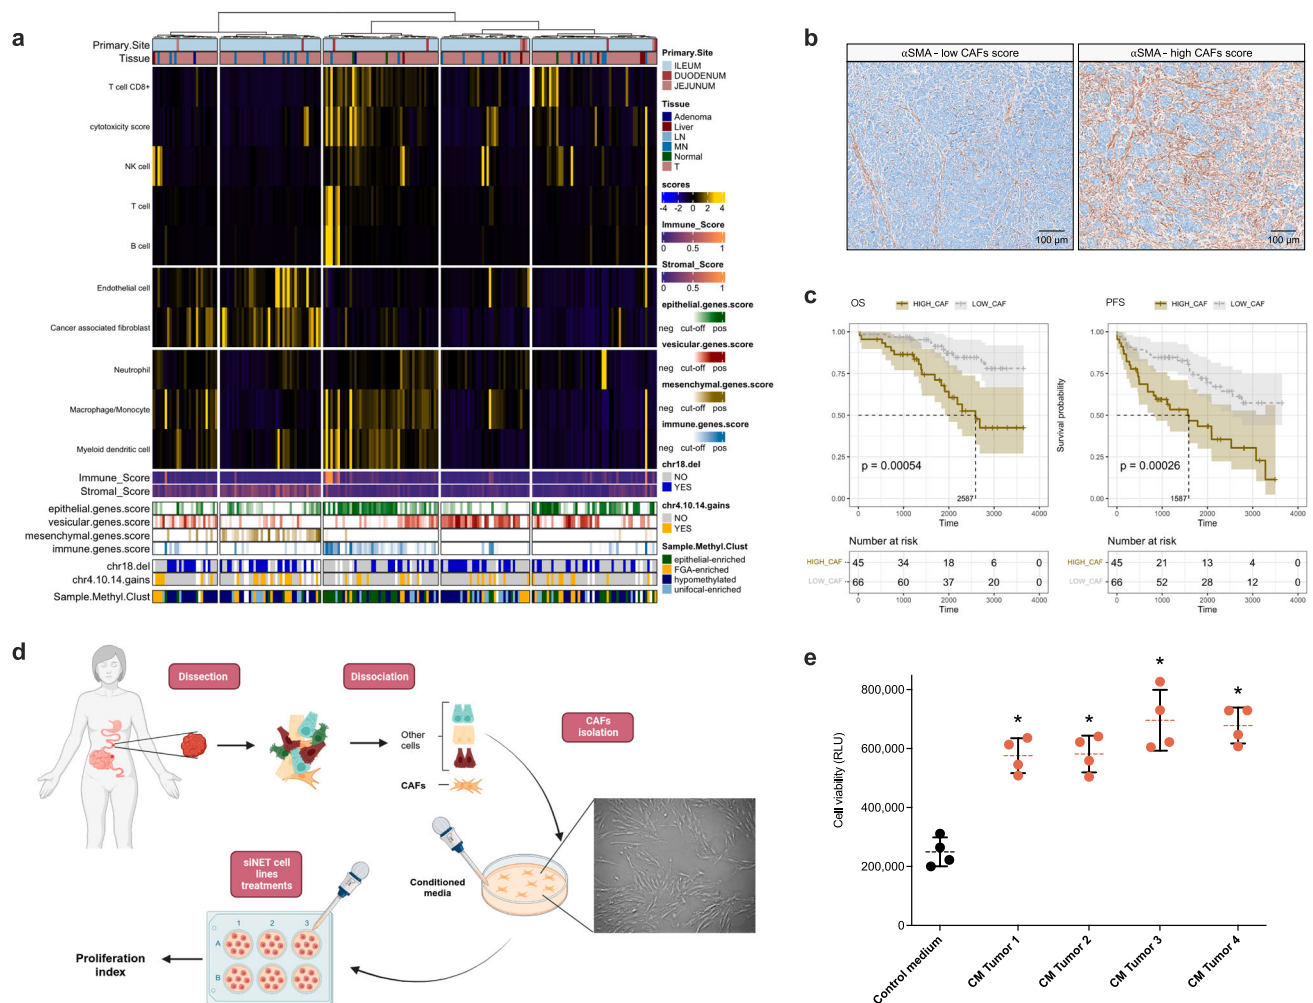 a
Primary.Site
Tissue
T cell CD8+
cytotoxicity score
NK cell
T cell
B cell
Endothelial cell
Cancer associated fibroblast
Neutrophil
Macrophage/Monocyte
Myeloid dendritic cell
Immune_Score
Stromal_Score
epithelial.genes.score
vesicular.genes.score
mesenchymal.genes.score
immune.genes.score
chr18.del
chr4.10.14.gains
Sample.Methyl.Clust
Primary.Site
ILEUM
DUODENUM
JEJUNUM
Tissue
Adenoma
Liver
LN
MN
Normal
T
scores
-4 -2 0 2 4
Immune_Score
0 0.5 1
Stromal_Score
0 0.5 1
epithelial.genes.score
neg cut-off pos
vesicular.genes.score
neg cut-off pos
mesenchymal.genes.score
neg cut-off pos
immune.genes.score
neg cut-off pos
chr18.del
NO
YES
chr4.10.14.gains
NO
YES
Sample.Methyl.Clust
epithelial-enriched
FGA-enriched
hypomethylated
unifocal-enriched
b
αSMA - low CAFs score
αSMA - high CAFs score
100 µm
100 µm
c
OS
HIGH_CAF LOW_CAF
1.00
0.75
0.50
0.25
0.00
p = 0.00054
2587
0 1000 2000 3000 4000
Time
Number at risk
HIGH_CAF 45 34 18 6 0
LOW_CAF 66 60 37 20 0
0 1000 2000 3000 4000
Time
PFS
HIGH_CAF LOW_CAF
Survival probability
1.00
0.75
0.50
0.25
0.00
p = 0.00026
1587
0 1000 2000 3000 4000
Time
Number at risk
HIGH_CAF 45 21 13 4 0
LOW_CAF 66 52 28 12 0
0 1000 2000 3000 4000
Time
d
Dissection
Dissociation
Other
cells
CAFs
CAFs
isolation
Conditioned
media
siNET cell
lines
treatments
1 2 3
A
B
Proliferation
index
e
Cell viability (RLU)
800,000
600,000
400,000
200,000
0
*
*
*
*
Control medium
CM Tumor 1
CM Tumor 2
CM Tumor 3
CM Tumor 4